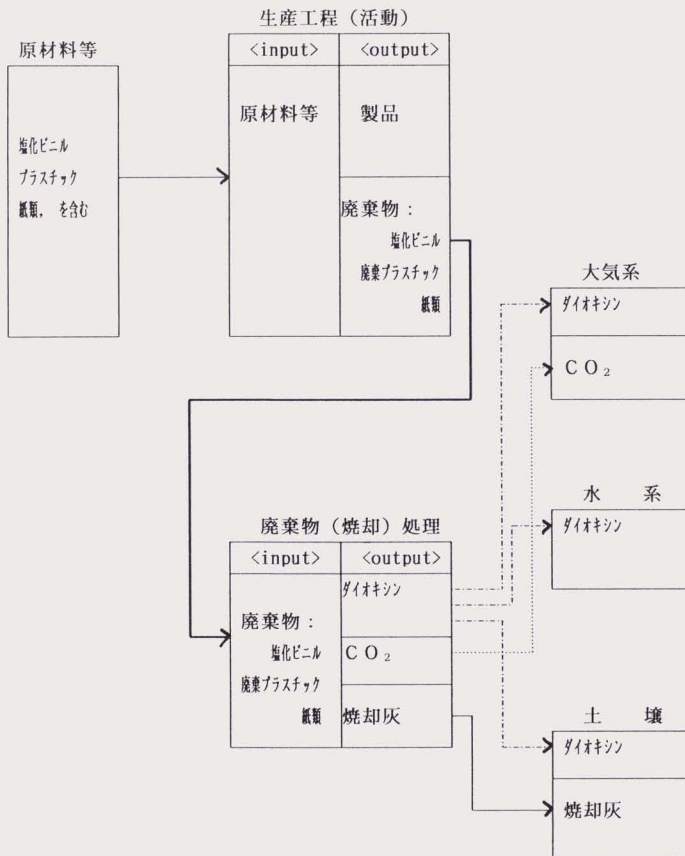 生産工程（活動）
原材料等
<input> <output>
原材料等 製品
塩化ビニル
プラスチック
紙類, を含む
廃棄物：
塩化ビニル
廃棄プラスチック
紙類
大気系
ダイオキシン
CO₂
水 系
ダイオキシン
廃棄物（焼却）処理
<input> <output>
ダイオキシン
廃棄物：
塩化ビニル
廃棄プラスチック
紙類
CO₂
焼却灰
土 壌
ダイオキシン
焼却灰